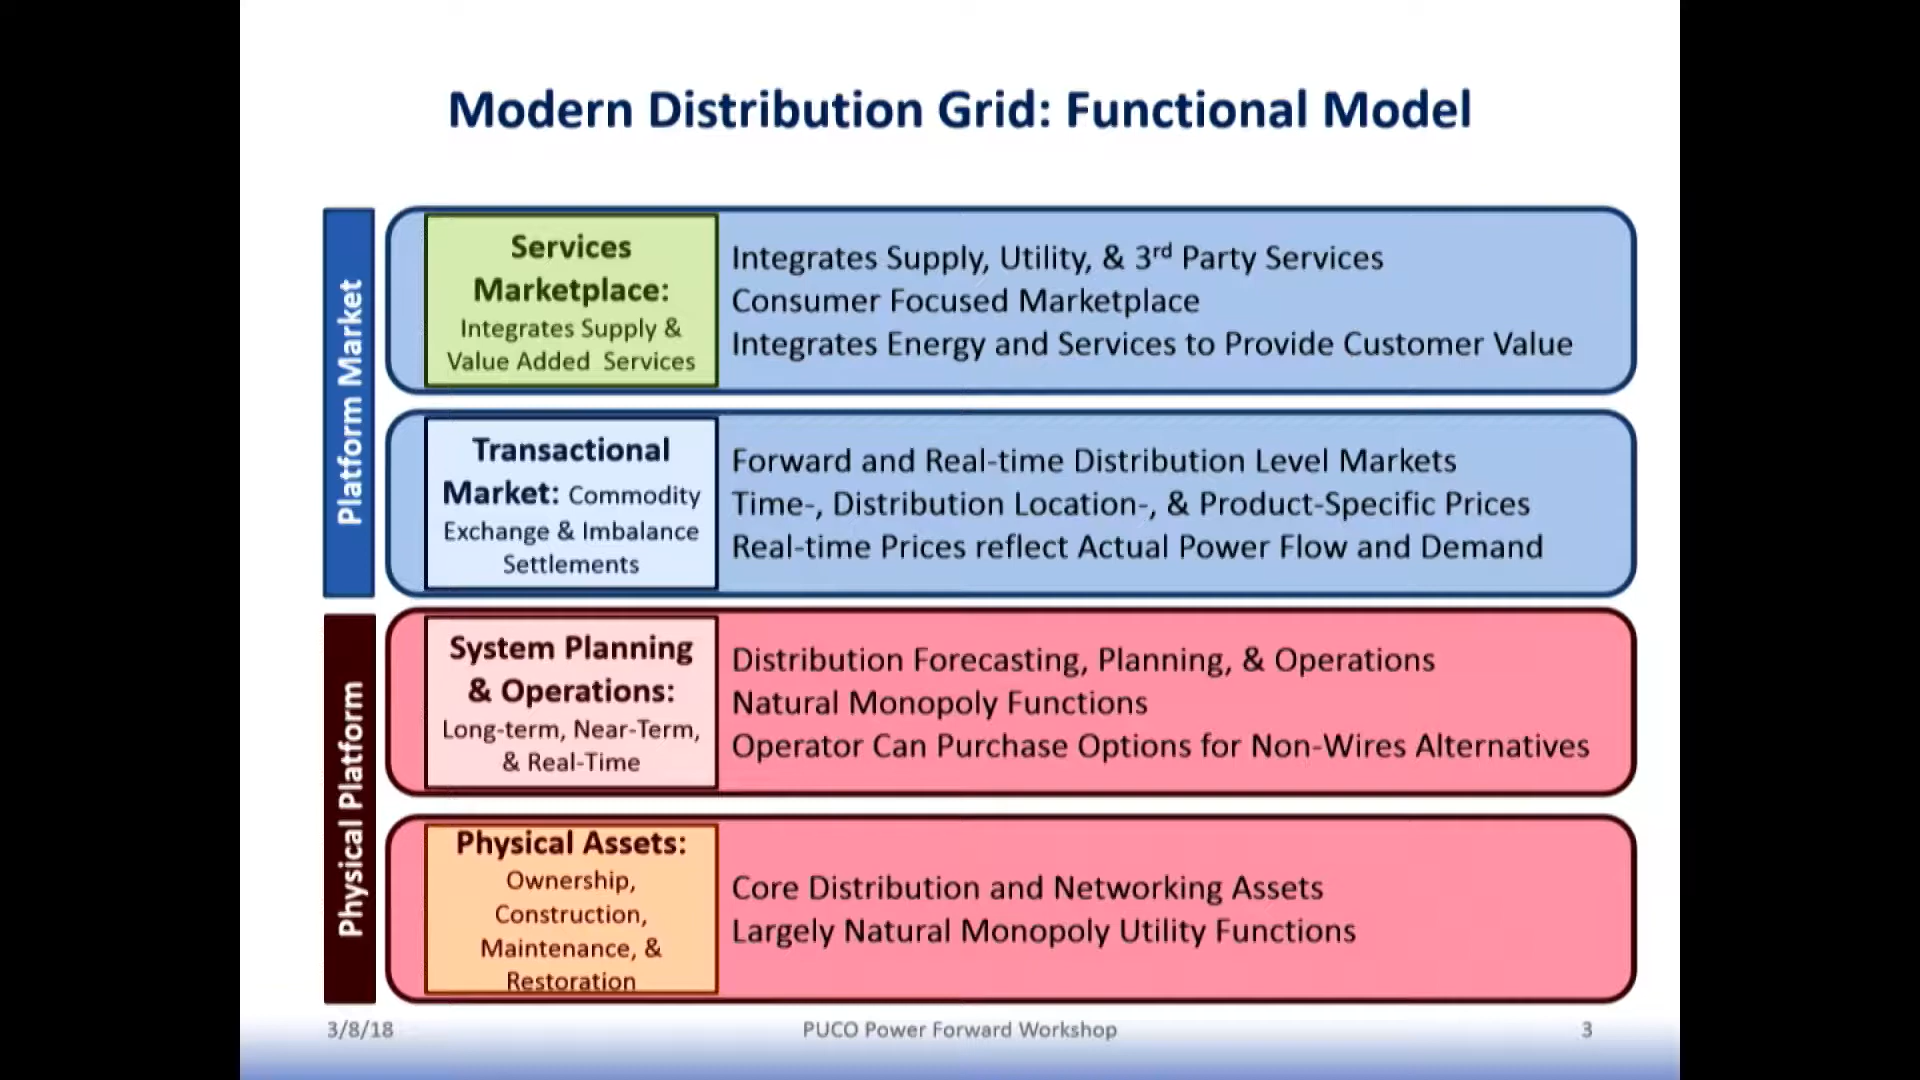 Modern Distribution Grid: Functional Model
Platform Market
Services
Marketplace:
Integrates Supply &
Value Added Services
Integrates Supply, Utility, & 3rd Party Services
Consumer Focused Marketplace
Integrates Energy and Services to Provide Customer Value
Transactional
Market: Commodity
Exchange & Imbalance
Settlements
Forward and Real-time Distribution Level Markets
Time-, Distribution Location-, & Product-Specific Prices
Real-time Prices reflect Actual Power Flow and Demand
Physical Platform
System Planning
& Operations:
Long-term, Near-Term,
& Real-Time
Distribution Forecasting, Planning, & Operations
Natural Monopoly Functions
Operator Can Purchase Options for Non-Wires Alternatives
Physical Assets:
Ownership,
Construction,
Maintenance, &
Restoration
Core Distribution and Networking Assets
Largely Natural Monopoly Utility Functions
3/8/18
PUCO Power Forward Workshop
3